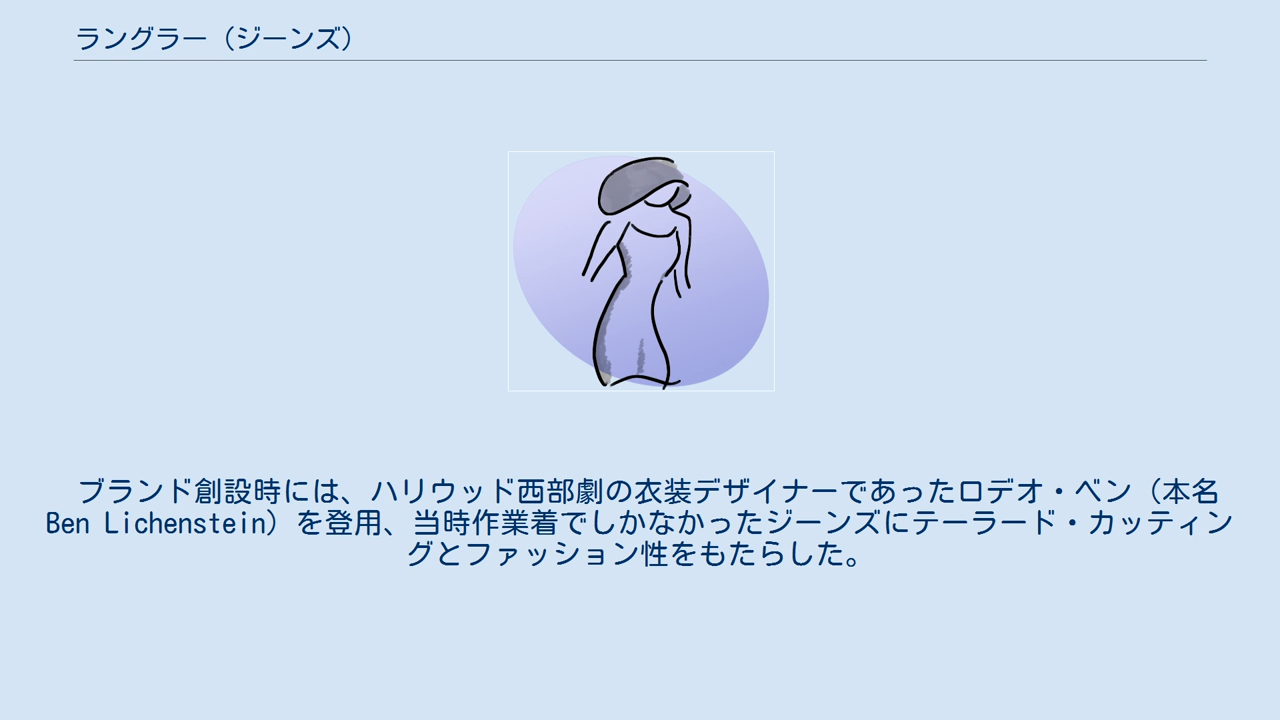 ラングラー（ジーンズ）
ブランド創設時には、ハリウッド西部劇の衣装デザイナーであったロデオ・ベン（本名
Ben Lichenstein）を登用、当時作業着でしかなかったジーンズにテーラード・カッティン
グとファッション性をもたらした。